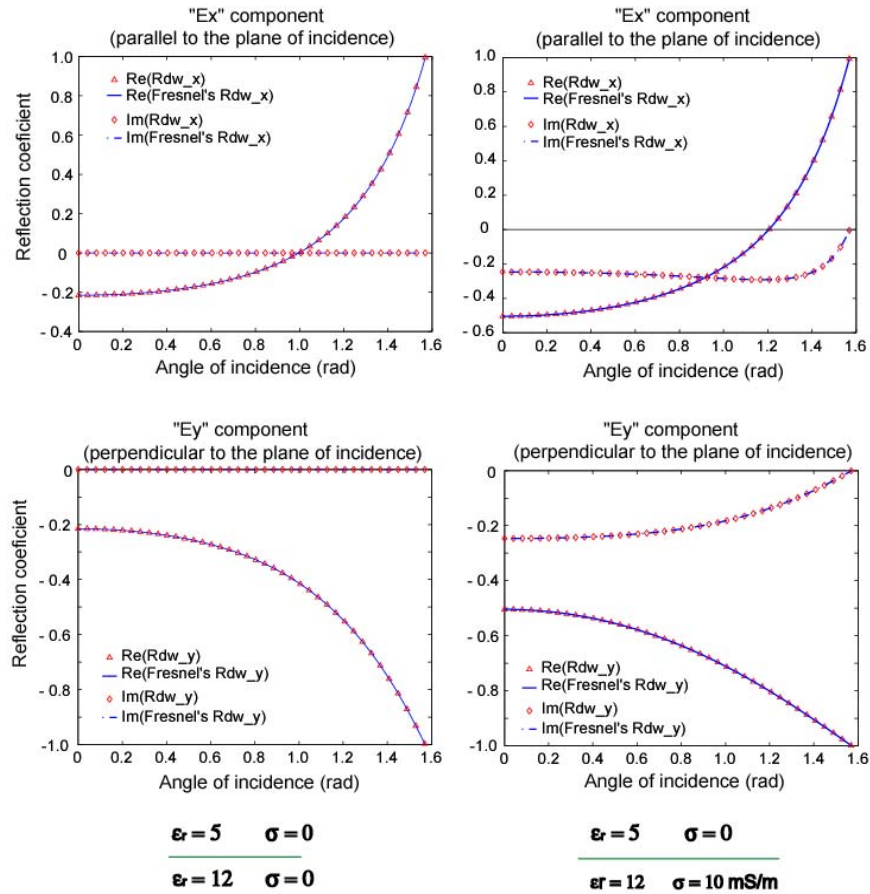 "Ex" component
(parallel to the plane of incidence)
Reflection coeficient
1.0
0.8
0.6
0.4
0.2
0
- 0.2
- 0.4
Re(Rdw_x)
Re(Fresnel's Rdw_x)
Im(Rdw_x)
Im(Fresnel's Rdw_x)
0 0.2 0.4 0.6 0.8 1.0 1.2 1.4 1.6
Angle of incidence (rad)
"Ex" component
(parallel to the plane of incidence)
1.0
0.8
0.6
0.4
0.2
0
- 0.2
- 0.4
- 0.6
Re(Rdw_x)
Re(Fresnel's Rdw_x)
Im(Rdw_x)
Im(Fresnel's Rdw_x)
0 0.2 0.4 0.6 0.8 1.0 1.2 1.4 1.6
Angle of incidence (rad)
"Ey" component
(perpendicular to the plane of incidence)
Reflection coeficient
0
- 0.2
- 0.4
- 0.6
- 0.8
-1.0
Re(Rdw_y)
Re(Fresnel's Rdw_y)
Im(Rdw_y)
Im(Fresnel's Rdw_y)
0 0.2 0.4 0.6 0.8 1.0 1.2 1.4 1.6
Angle of incidence (rad)
"Ey" component
(perpendicular to the plane of incidence)
0
- 0.2
- 0.4
- 0.6
- 0.8
-1.0
Re(Rdw_y)
Re(Fresnel's Rdw_y)
Im(Rdw_y)
Im(Fresnel's Rdw_y)
0 0.2 0.4 0.6 0.8 1.0 1.2 1.4 1.6
Angle of incidence (rad)
εr = 5 σ = 0
εr = 12 σ = 0
εr = 5 σ = 0
εr = 12 σ = 10 mS/m